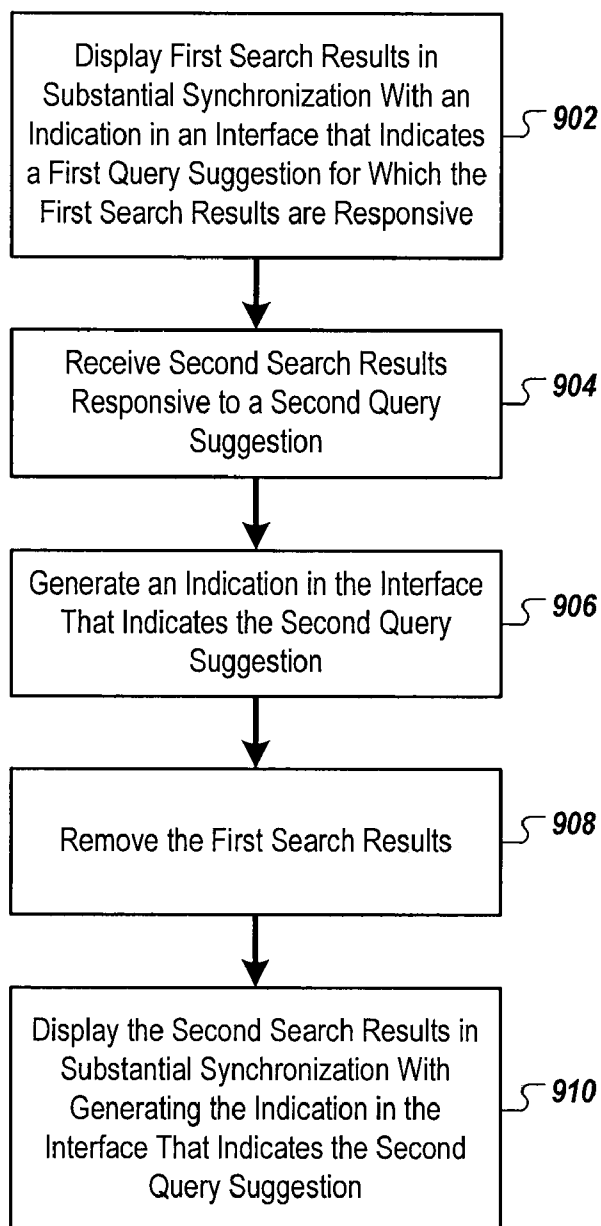 Display First Search Results in
Substantial Synchronization With an
Indication in an Interface that Indicates
a First Query Suggestion for Which the
First Search Results are Responsive
902
Receive Second Search Results
Responsive to a Second Query
Suggestion
904
Generate an Indication in the Interface
That Indicates the Second Query
Suggestion
906
Remove the First Search Results
908
Display the Second Search Results in
Substantial Synchronization With
Generating the Indication in the
Interface That Indicates the Second
Query Suggestion
910